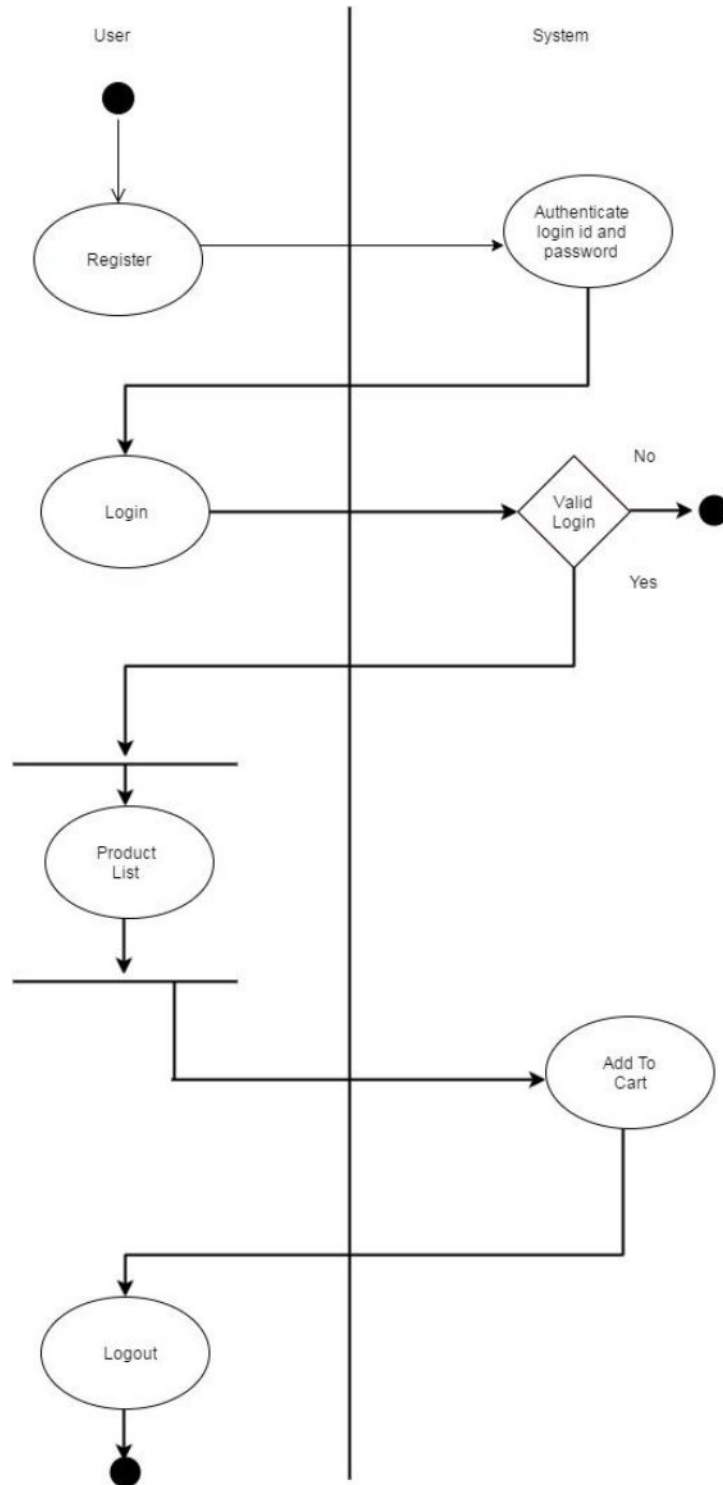 User
System
Register
Authenticate
login id and
password
Login
Valid
Login
No
Yes
Product
List
Add To
Cart
Logout